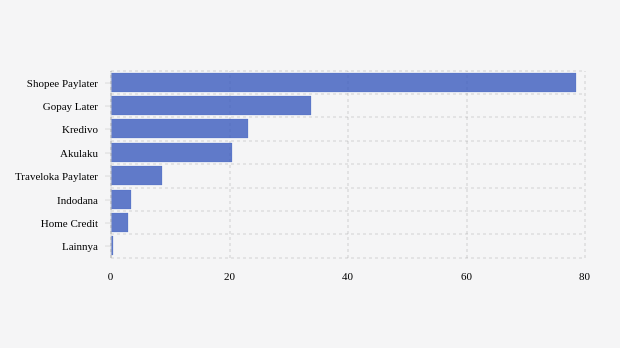 Shopee Paylater
Gopay Later
Kredivo
Akulaku
Traveloka Paylater
Indodana
Home Credit
Lainnya
0 20 40 60 80